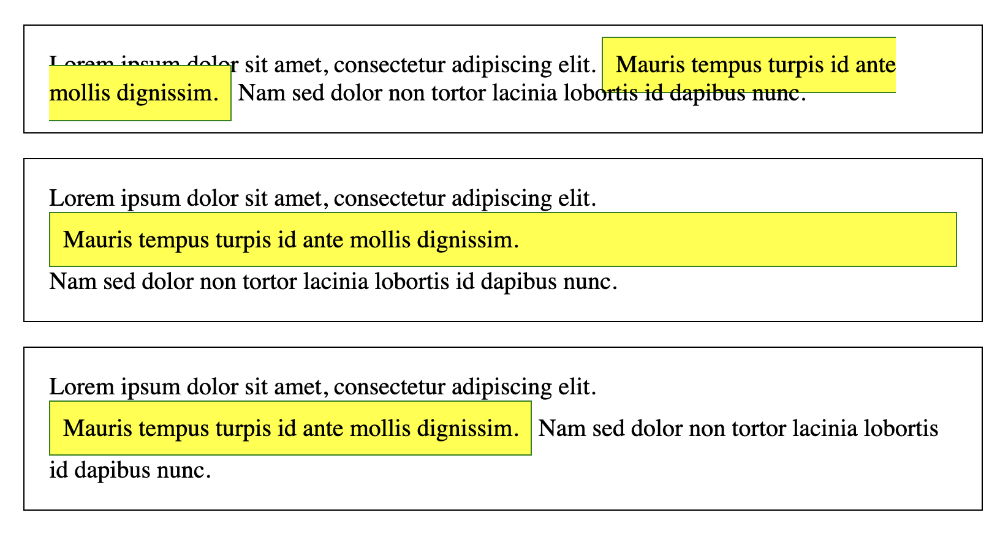 Lorem ipsum dolor sit amet, consectetur adipiscing elit. Mauris tempus turpis id ante
mollis dignissim. Nam sed dolor non tortor lacinia lobortis id dapibus nunc.
Lorem ipsum dolor sit amet, consectetur adipiscing elit.
Mauris tempus turpis id ante mollis dignissim.
Nam sed dolor non tortor lacinia lobortis id dapibus nunc.
Lorem ipsum dolor sit amet, consectetur adipiscing elit.
Mauris tempus turpis id ante mollis dignissim. Nam sed dolor non tortor lacinia lobortis
id dapibus nunc.